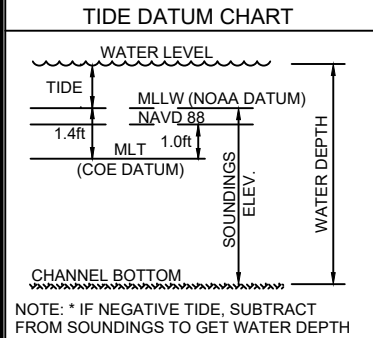 TIDE DATUM CHART
WATER LEVEL
TIDE
MLLW (NOAA DATUM)
NAVD 88
1.4ft
MLT
1.0ft
(COE DATUM)
SOUNDINGS
ELEV.
WATER DEPTH
CHANNEL BOTTOM
NOTE: * IF NEGATIVE TIDE, SUBTRACT
FROM SOUNDINGS TO GET WATER DEPTH